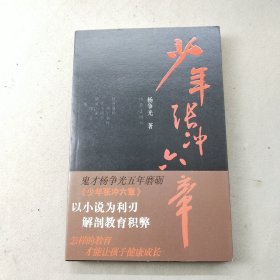 少年张冲六章
杨争光 著
鬼才杨争光五年磨砺
《少年张冲六章》
以小说为利刃
解剖教育积弊
怎样的教育
才能让孩子健康成长